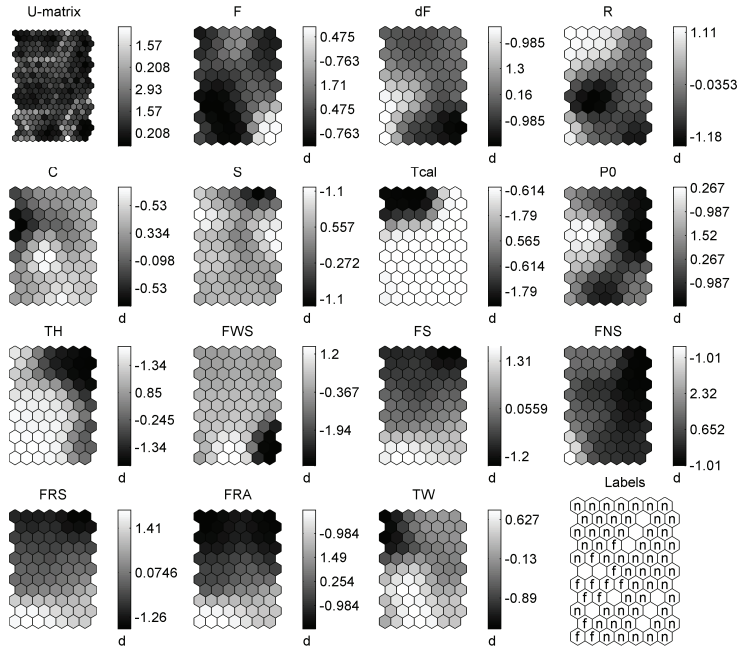 U-matrix
1.57
0.208
2.93
1.57
0.208
F
0.475
-0.763
1.71
0.475
-0.763
d
dF
-0.985
1.3
0.16
-0.985
d
R
1.11
-0.0353
-1.18
d
C
-0.53
0.334
-0.098
-0.53
d
S
-1.1
0.557
-0.272
-1.1
d
Tcal
-0.614
-1.79
0.565
-0.614
-1.79
d
P0
0.267
-0.987
1.52
0.267
-0.987
d
TH
-1.34
0.85
-0.245
-1.34
d
FWS
1.2
-0.367
-1.94
d
FS
1.31
0.0559
-1.2
d
FNS
-1.01
2.32
0.652
-1.01
d
FRS
1.41
0.0746
-1.26
d
FRA
-0.984
1.49
0.254
-0.984
d
TW
0.627
-0.13
-0.89
d
Labels
n n n n n n n
n n n n n n
f f f f n n n
f f n n n n n